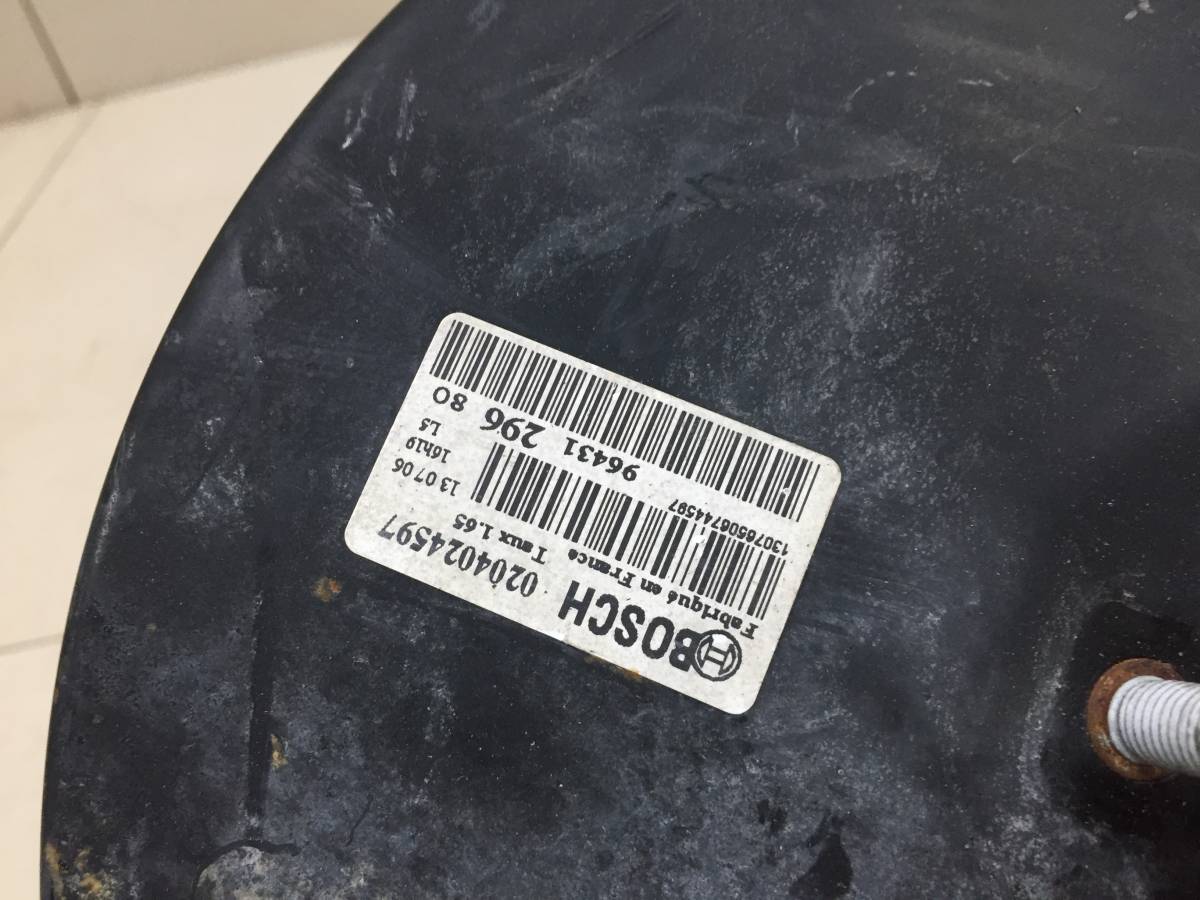 BOSCH 0204024597
Fabriqué en France Taux 1.65
13 07 06
13076506744597
16h19
96431 296 80
L5